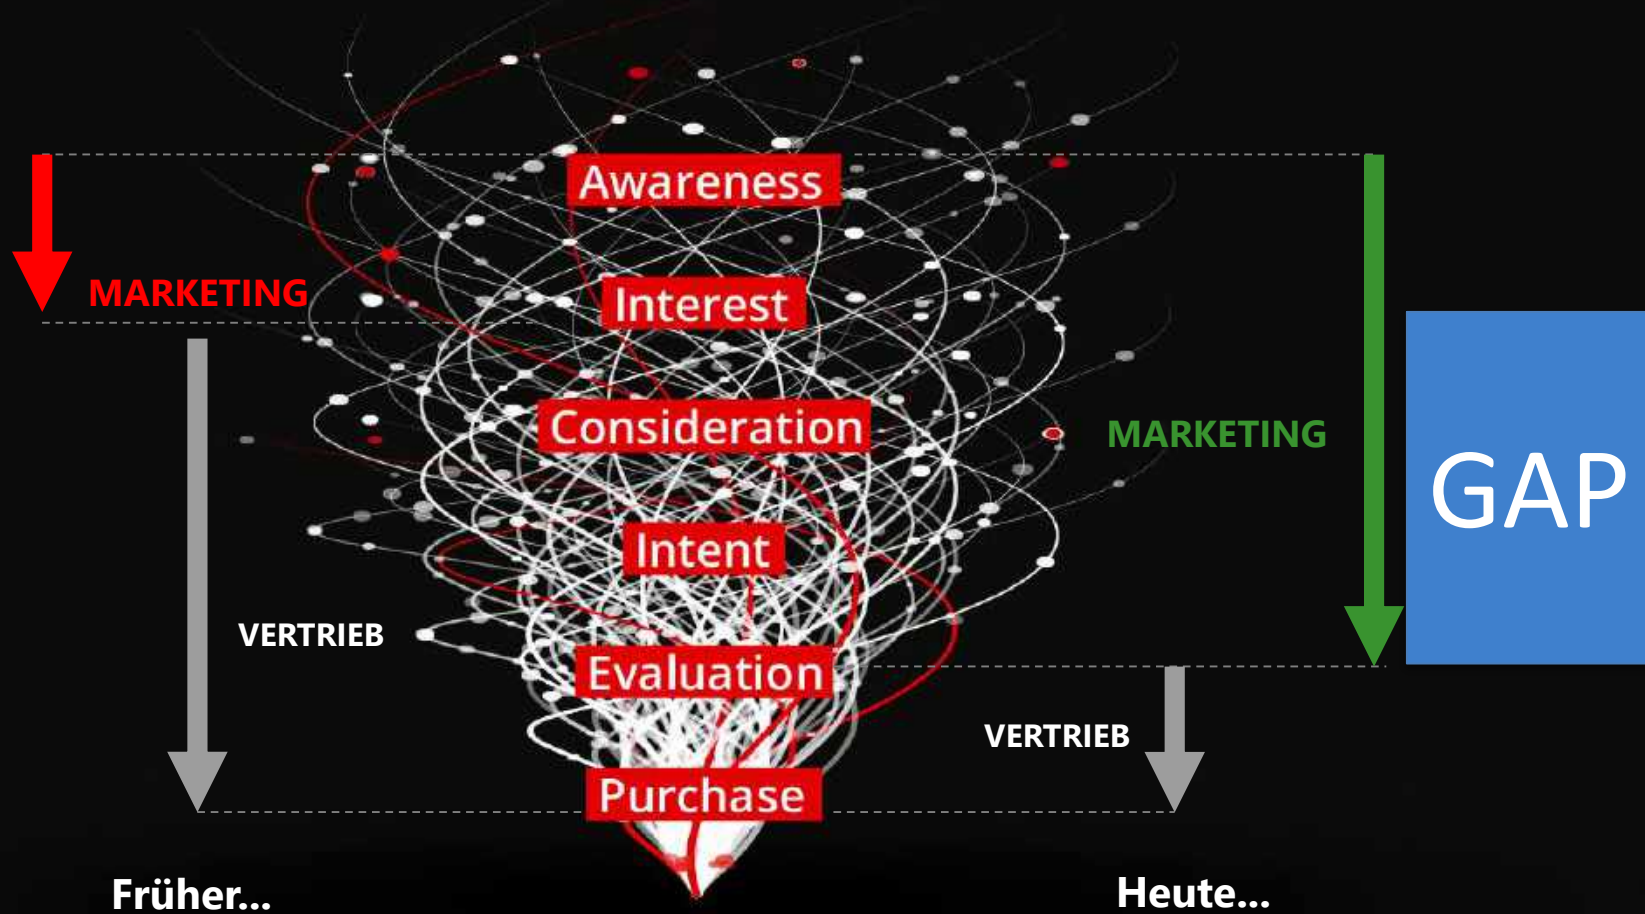 Awareness
MARKETING
Interest
Consideration
MARKETING
GAP
Intent
VERTRIEB
Evaluation
VERTRIEB
Purchase
Früher...
Heute...